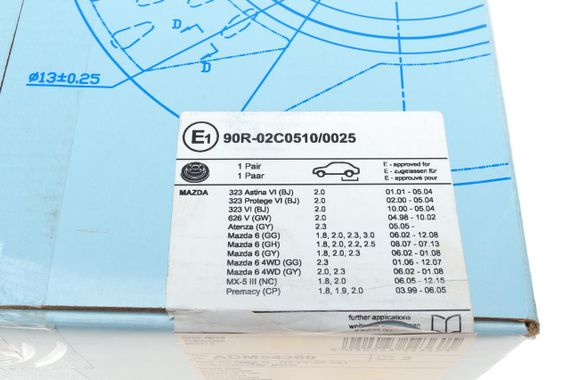 D
D
Ø13±0.25
E1 90R-02C0510/0025
1 Pair
1 Paar
E - approved for
E - zugelassen für
E - approuvé pour
MAZDA 323 Astina VI (BJ) 2.0 01.01 - 05.04
323 Protege VI (BJ) 2.0 02.00 - 05.04
323 VI (BJ) 2.0 10.00 - 05.04
626 V (GW) 2.0 04.98 - 10.02
Atenza (GY) 2.3 05.05 -
Mazda 6 (GG) 1.8, 2.0, 2.3, 3.0 06.02 - 12.08
Mazda 6 (GH) 1.8, 2.0, 2.2, 2.5 08.07 - 07.13
Mazda 6 (GY) 1.8, 2.0, 2.3 06.02 - 01.08
Mazda 6 4WD (GG) 2.3 01.06 - 12.07
Mazda 6 4WD (GY) 2.0, 2.3 06.02 - 01.08
MX-5 III (NC) 1.8, 2.0 06.05 - 12.15
Premacy (CP) 1.8, 1.9, 2.0 03.99 - 06.05
further applications